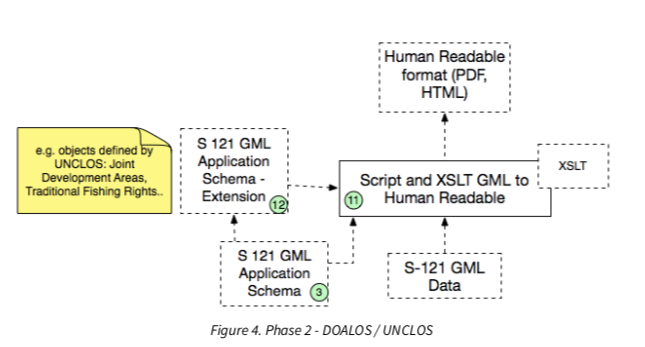 Human Readable
format (PDF,
HTML)
e.g. objects defined by
UNCLOS: Joint
Development Areas,
Traditional Fishing Rights..
S 121 GML
Application
Schema -
Extension
12
XSLT
Script and XSLT GML to
Human Readable
11
S 121 GML
Application
Schema
3
S-121 GML
Data
Figure 4. Phase 2 - DOALOS / UNCLOS